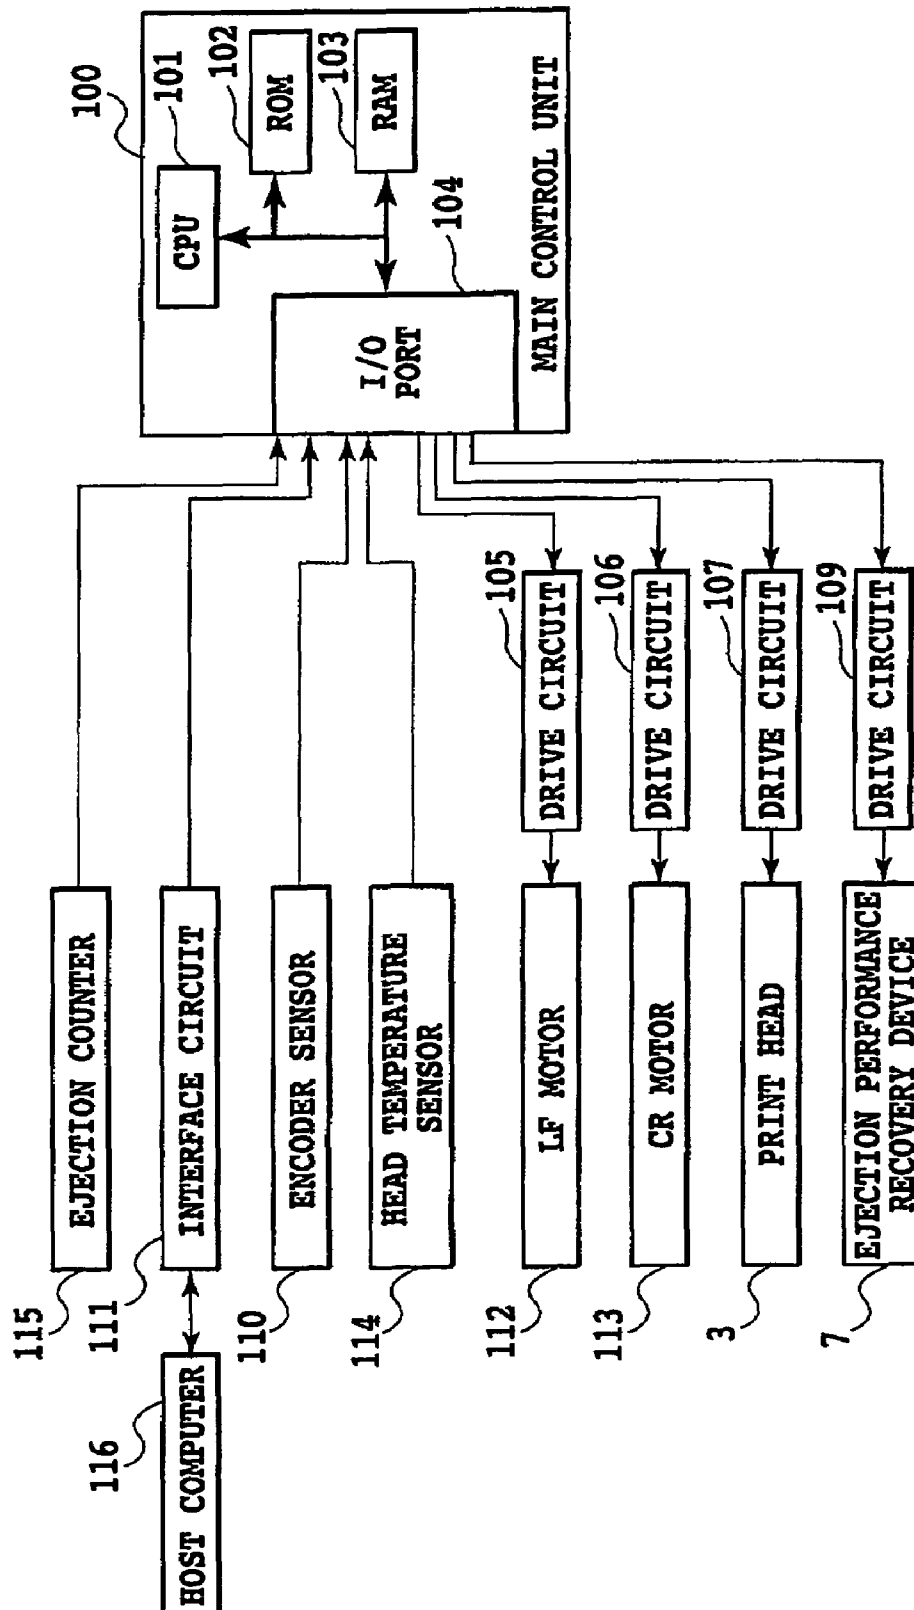 100
101
CPU
102
ROM
103
RAM
104
I/O
PORT
MAIN CONTROL UNIT
115
EJECTION COUNTER
116
HOST COMPUTER
111
INTERFACE CIRCUIT
110
ENCODER SENSOR
114
HEAD TEMPERATURE
SENSOR
112
LF MOTOR
105
DRIVE CIRCUIT
113
CR MOTOR
106
DRIVE CIRCUIT
3
PRINT HEAD
107
DRIVE CIRCUIT
7
EJECTION PERFORMANCE
RECOVERY DEVICE
109
DRIVE CIRCUIT